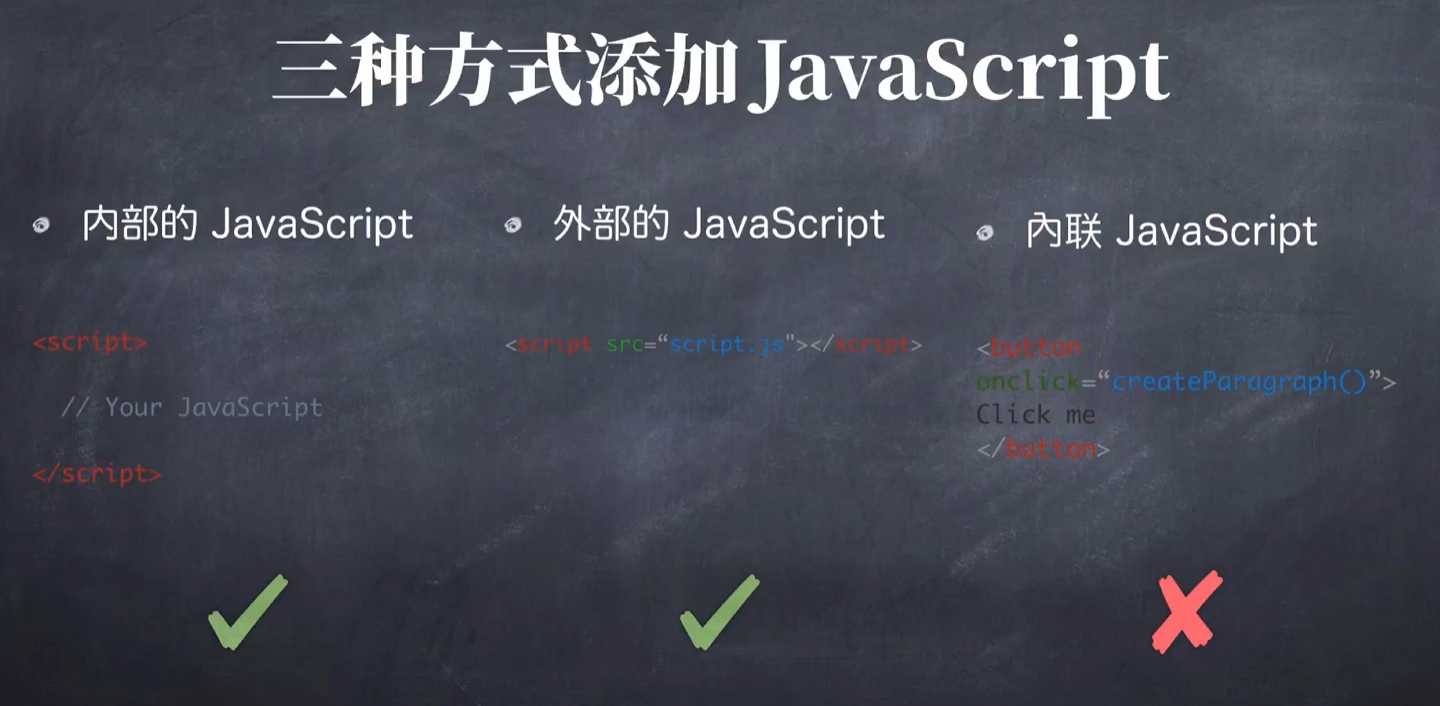 三种方式添加JavaScript
内部的 JavaScript
<script>
// Your JavaScript
</script>
外部的 JavaScript
<script src=“script.js"></script>
內联 JavaScript
<button
onclick=“createParagraph()”>
Click me
</button>